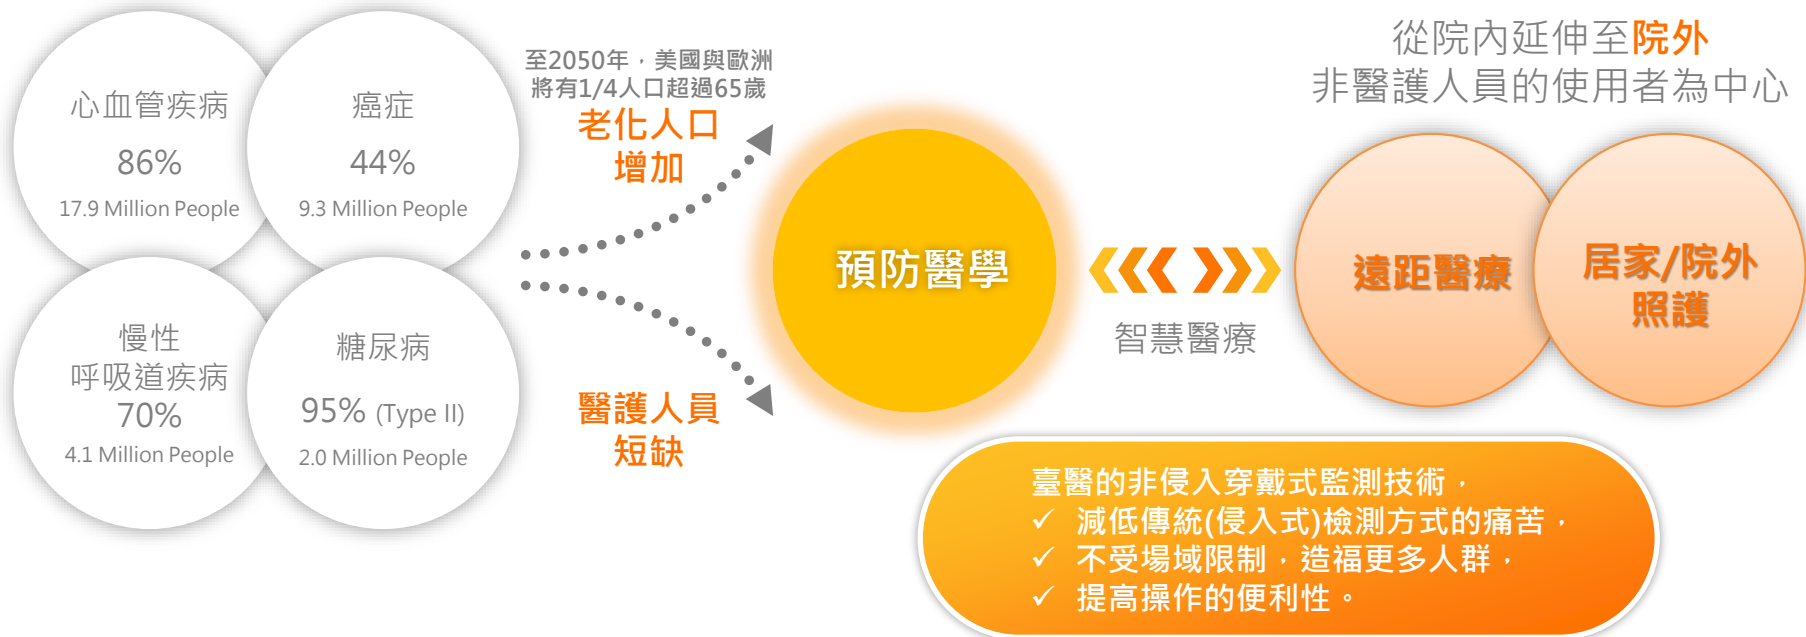 心血管疾病
86%
17.9 Million People
癌症
44%
9.3 Million People
慢性
呼吸道疾病
70%
4.1 Million People
糖尿病
95% (Type II)
2.0 Million People
至2050年，美國與歐洲
將有1/4人口超過65歲
老化人口
增加
醫護人員
短缺
預防醫學
智慧醫療
從院內延伸至院外
非醫護人員的使用者為中心
遠距醫療
居家/院外
照護
臺醫的非侵入穿戴式監測技術，
✓ 減低傳統(侵入式)檢測方式的痛苦，
✓ 不受場域限制，造福更多人群，
✓ 提高操作的便利性。